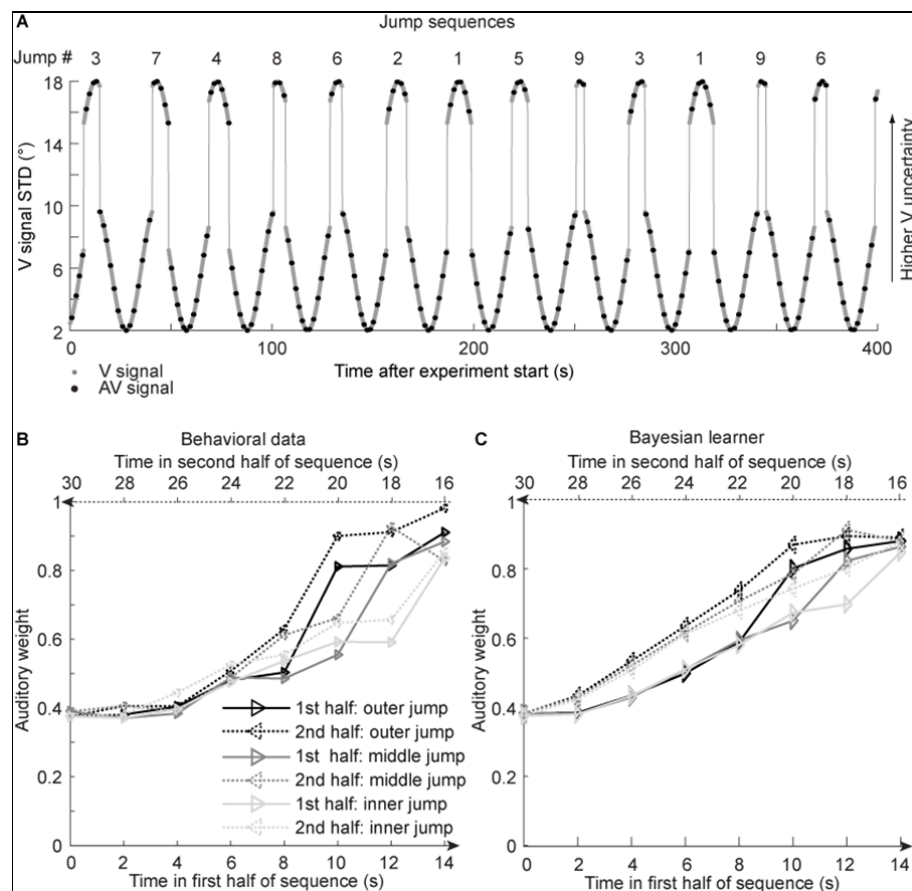 A
Jump sequences
Jump # 3 7 4 8 6 2 1 5 9 3 1 9 6
18
14
10
6
2
V signal STD (°)
Higher V uncertainty
0 100 200 300 400
Time after experiment start (s)
V signal
AV signal
B
Behavioral data
Time in second half of sequence (s)
30 28 26 24 22 20 18 16
1
0.8
0.6
0.4
0.2
0
Auditory weight
1st half: outer jump
2nd half: outer jump
1st half: middle jump
2nd half: middle jump
1st half: inner jump
2nd half: inner jump
0 2 4 6 8 10 12 14
Time in first half of sequence (s)
C
Bayesian learner
Time in second half of sequence (s)
30 28 26 24 22 20 18 16
1
0.8
0.6
0.4
0.2
0
Auditory weight
0 2 4 6 8 10 12 14
Time in first half of sequence (s)